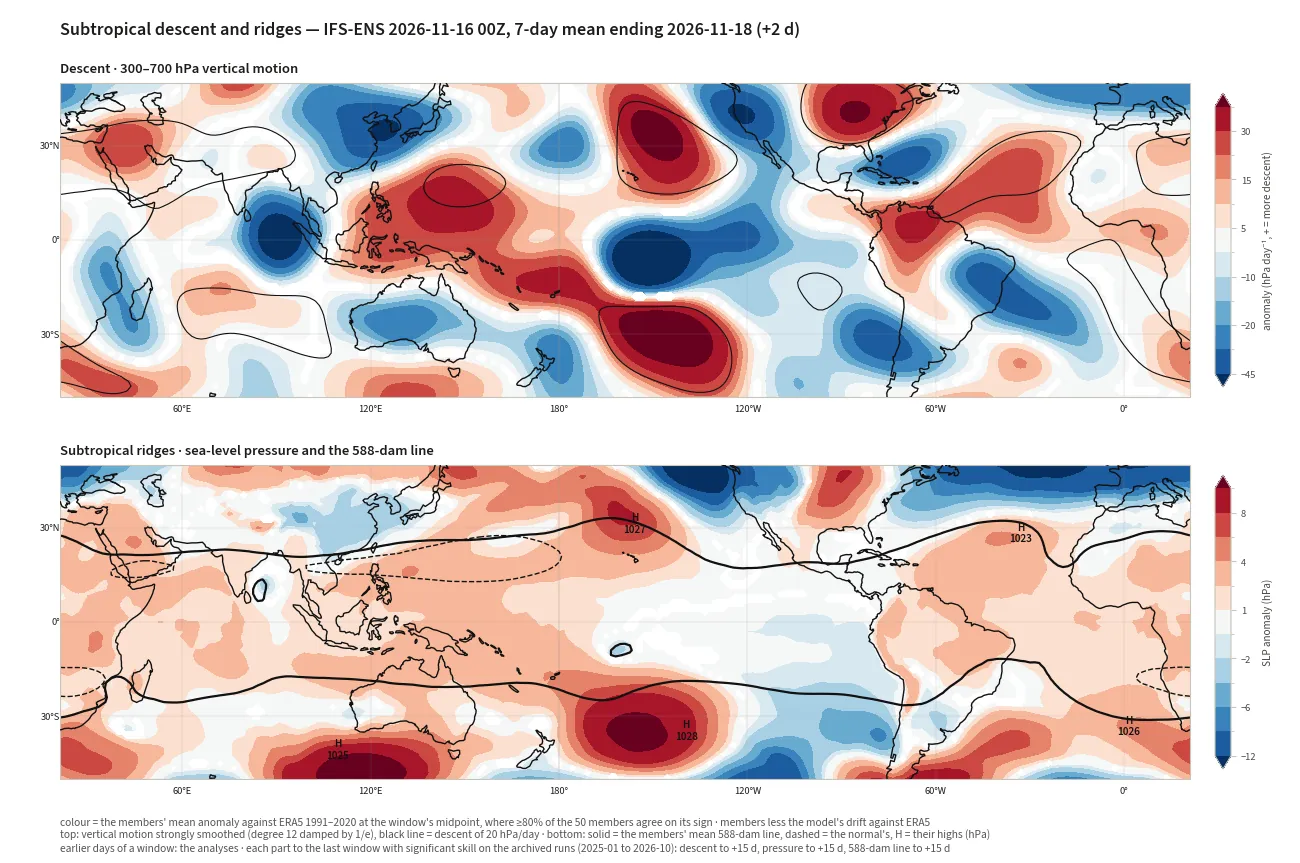 Subtropical descent and ridges — IFS-ENS 2026-11-16 00Z, 7-day mean ending 2026-11-18 (+2 d)
Descent · 300–700 hPa vertical motion
30°N
0°
30°S
60°E
120°E
180°
120°W
60°W
0°
30
15
5
−10
−20
−45
anomaly (hPa day⁻¹, + = more descent)
Subtropical ridges · sea-level pressure and the 588-dam line
30°N
0°
30°S
H
1027
H
1023
H
1028
H
1026
H
1025
60°E
120°E
180°
120°W
60°W
0°
8
4
1
−2
−6
−12
SLP anomaly (hPa)
colour = the members' mean anomaly against ERA5 1991–2020 at the window's midpoint, where ≥80% of the 50 members agree on its sign · members less the model's drift against ERA5
top: vertical motion strongly smoothed (degree 12 damped by 1/e), black line = descent of 20 hPa/day · bottom: solid = the members' mean 588-dam line, dashed = the normal's, H = their highs (hPa)
earlier days of a window: the analyses · each part to the last window with significant skill on the archived runs (2025-01 to 2026-10): descent to +15 d, pressure to +15 d, 588-dam line to +15 d